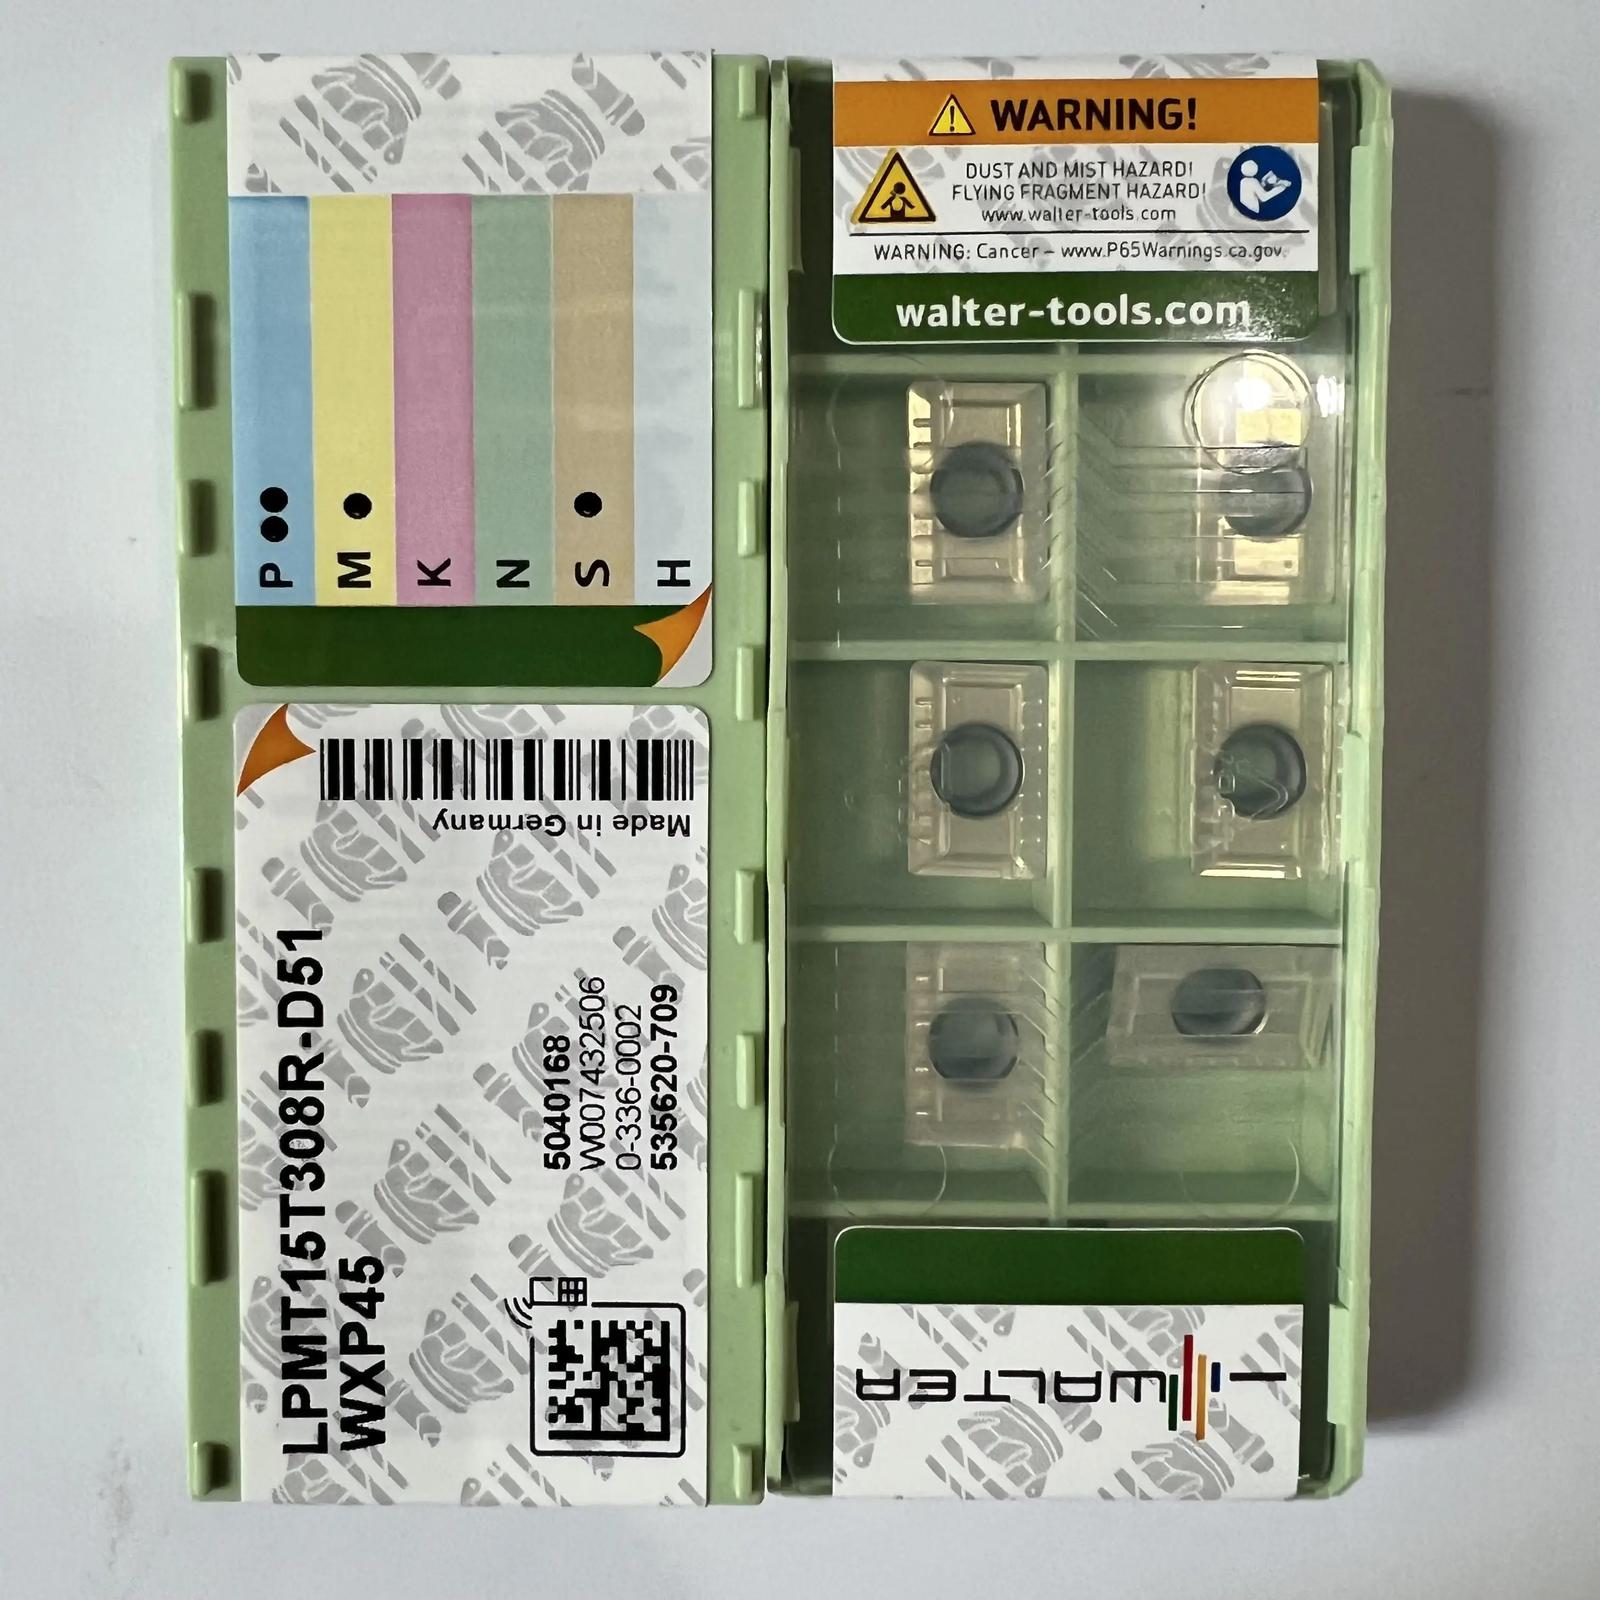 P
M
K
N
S
H
Made in Germany
LPMT15T308R-D51
WXP45
5040168
W007432506
0-336-0002
535620-709
WARNING!
DUST AND MIST HAZARD!
FLYING FRAGMENT HAZARD!
www.walter-tools.com
WARNING: Cancer – www.P65Warnings.ca.gov.
walter-tools.com
WALTER